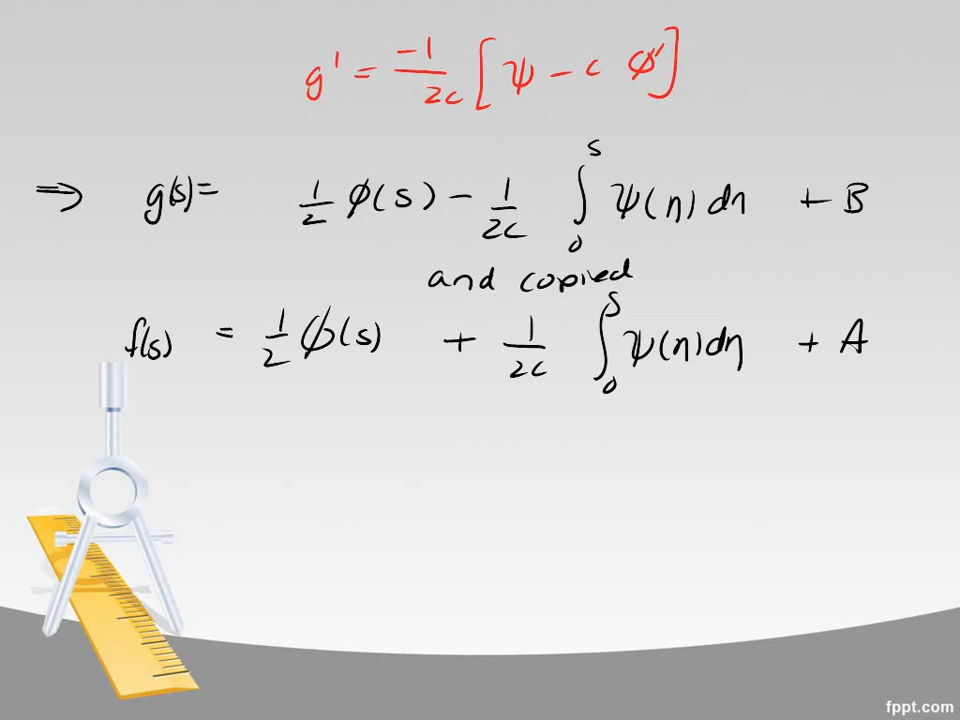 g' = -1/2c [ψ - c φ']
⇒ g(s) = 1/2 φ(s) - 1/2c ∫₀ˢ ψ(η) dη + B
and copied
f(s) = 1/2 φ(s) + 1/2c ∫₀ˢ ψ(η) dη + A
fppt.com